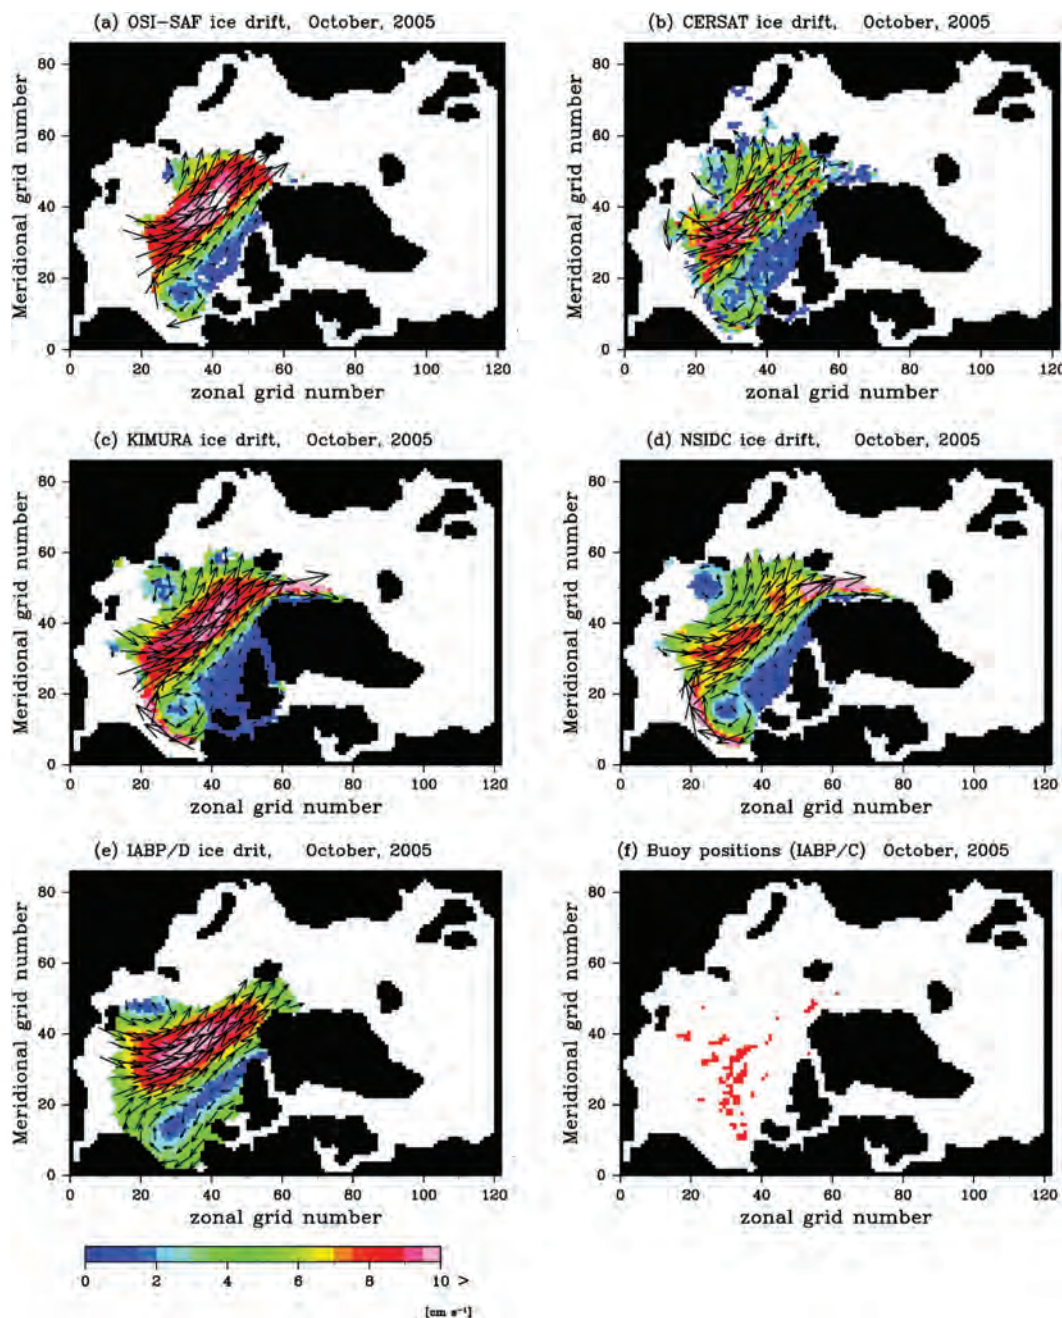 (a) OSI-SAF ice drift, October, 2005
(b) CERSAT ice drift, October, 2005
Meridional grid number
80
60
40
20
0
0 20 40 60 80 100 120
zonal grid number
Meridional grid number
80
60
40
20
0
0 20 40 60 80 100 120
zonal grid number
(c) KIMURA ice drift, October, 2005
(d) NSIDC ice drift, October, 2005
Meridional grid number
80
60
40
20
0
0 20 40 60 80 100 120
zonal grid number
Meridional grid number
80
60
40
20
0
0 20 40 60 80 100 120
zonal grid number
(e) IABP/D ice drit, October, 2005
(f) Buoy positions (IABP/C) October, 2005
Meridional grid number
80
60
40
20
0
0 20 40 60 80 100 120
zonal grid number
Meridional grid number
80
60
40
20
0
0 20 40 60 80 100 120
zonal grid number
0 2 4 6 8 10 >
[cm s⁻¹]